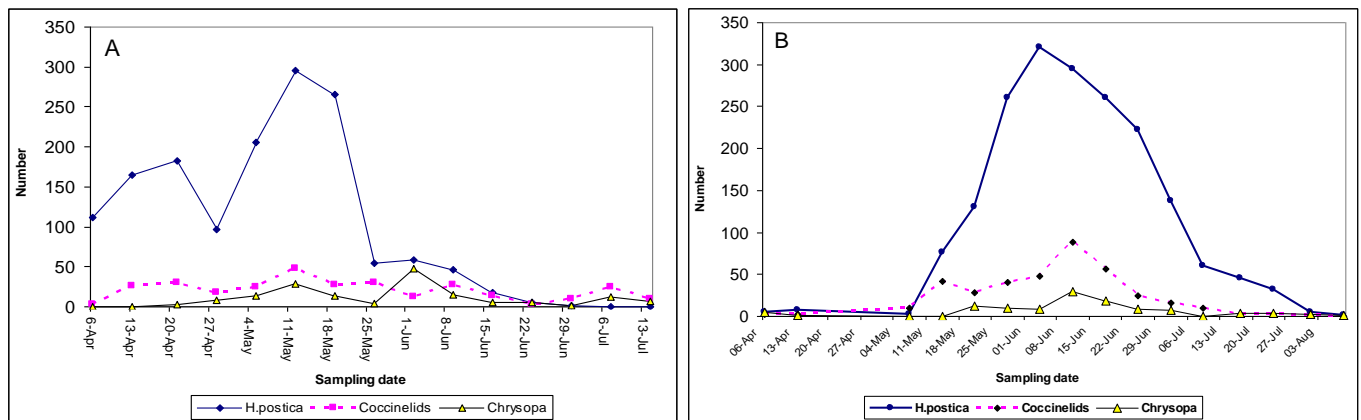 A
350
300
250
200
150
100
50
0
Number
6-Apr 13-Apr 20-Apr 27-Apr 4-May 11-May 18-May 25-May 1-Jun 8-Jun 15-Jun 22-Jun 29-Jun 6-Jul 13-Jul
Sampling date
H.postica Coccinelids Chrysopa
B
350
300
250
200
150
100
50
0
Number
06-Apr 13-Apr 20-Apr 27-Apr 04-May 11-May 18-May 25-May 01-Jun 08-Jun 15-Jun 22-Jun 29-Jun 06-Jul 13-Jul 20-Jul 27-Jul 03-Aug
Sampling date
H.postica Coccinelids Chrysopa